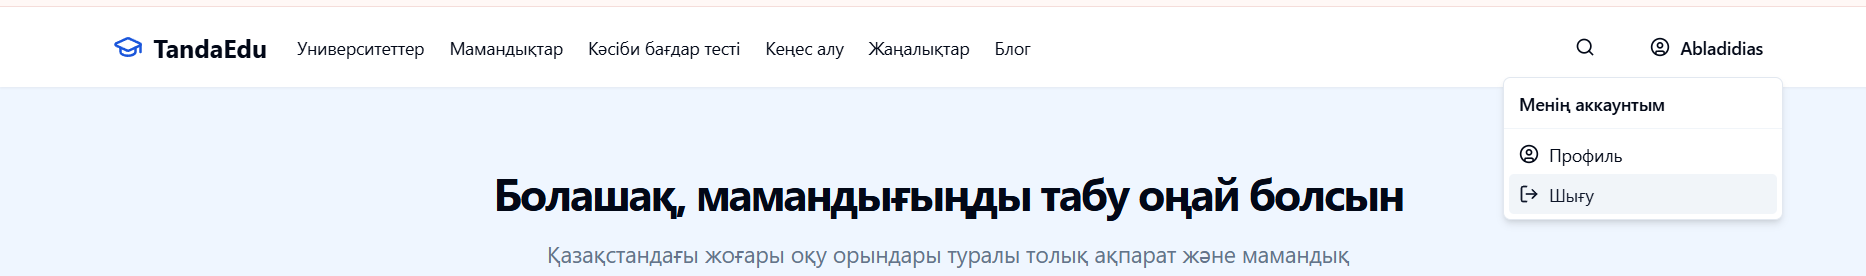 TandaEdu Университеттер Мамандықтар Кәсіби бағдар тесті Кеңес алу Жаңалықтар Блог Abladidias
Менің аккаунтым
Профиль
Шығу
Болашақ, мамандығыңды табу оңай болсын
Қазақстандағы жоғары оқу орындары туралы толық ақпарат және мамандық